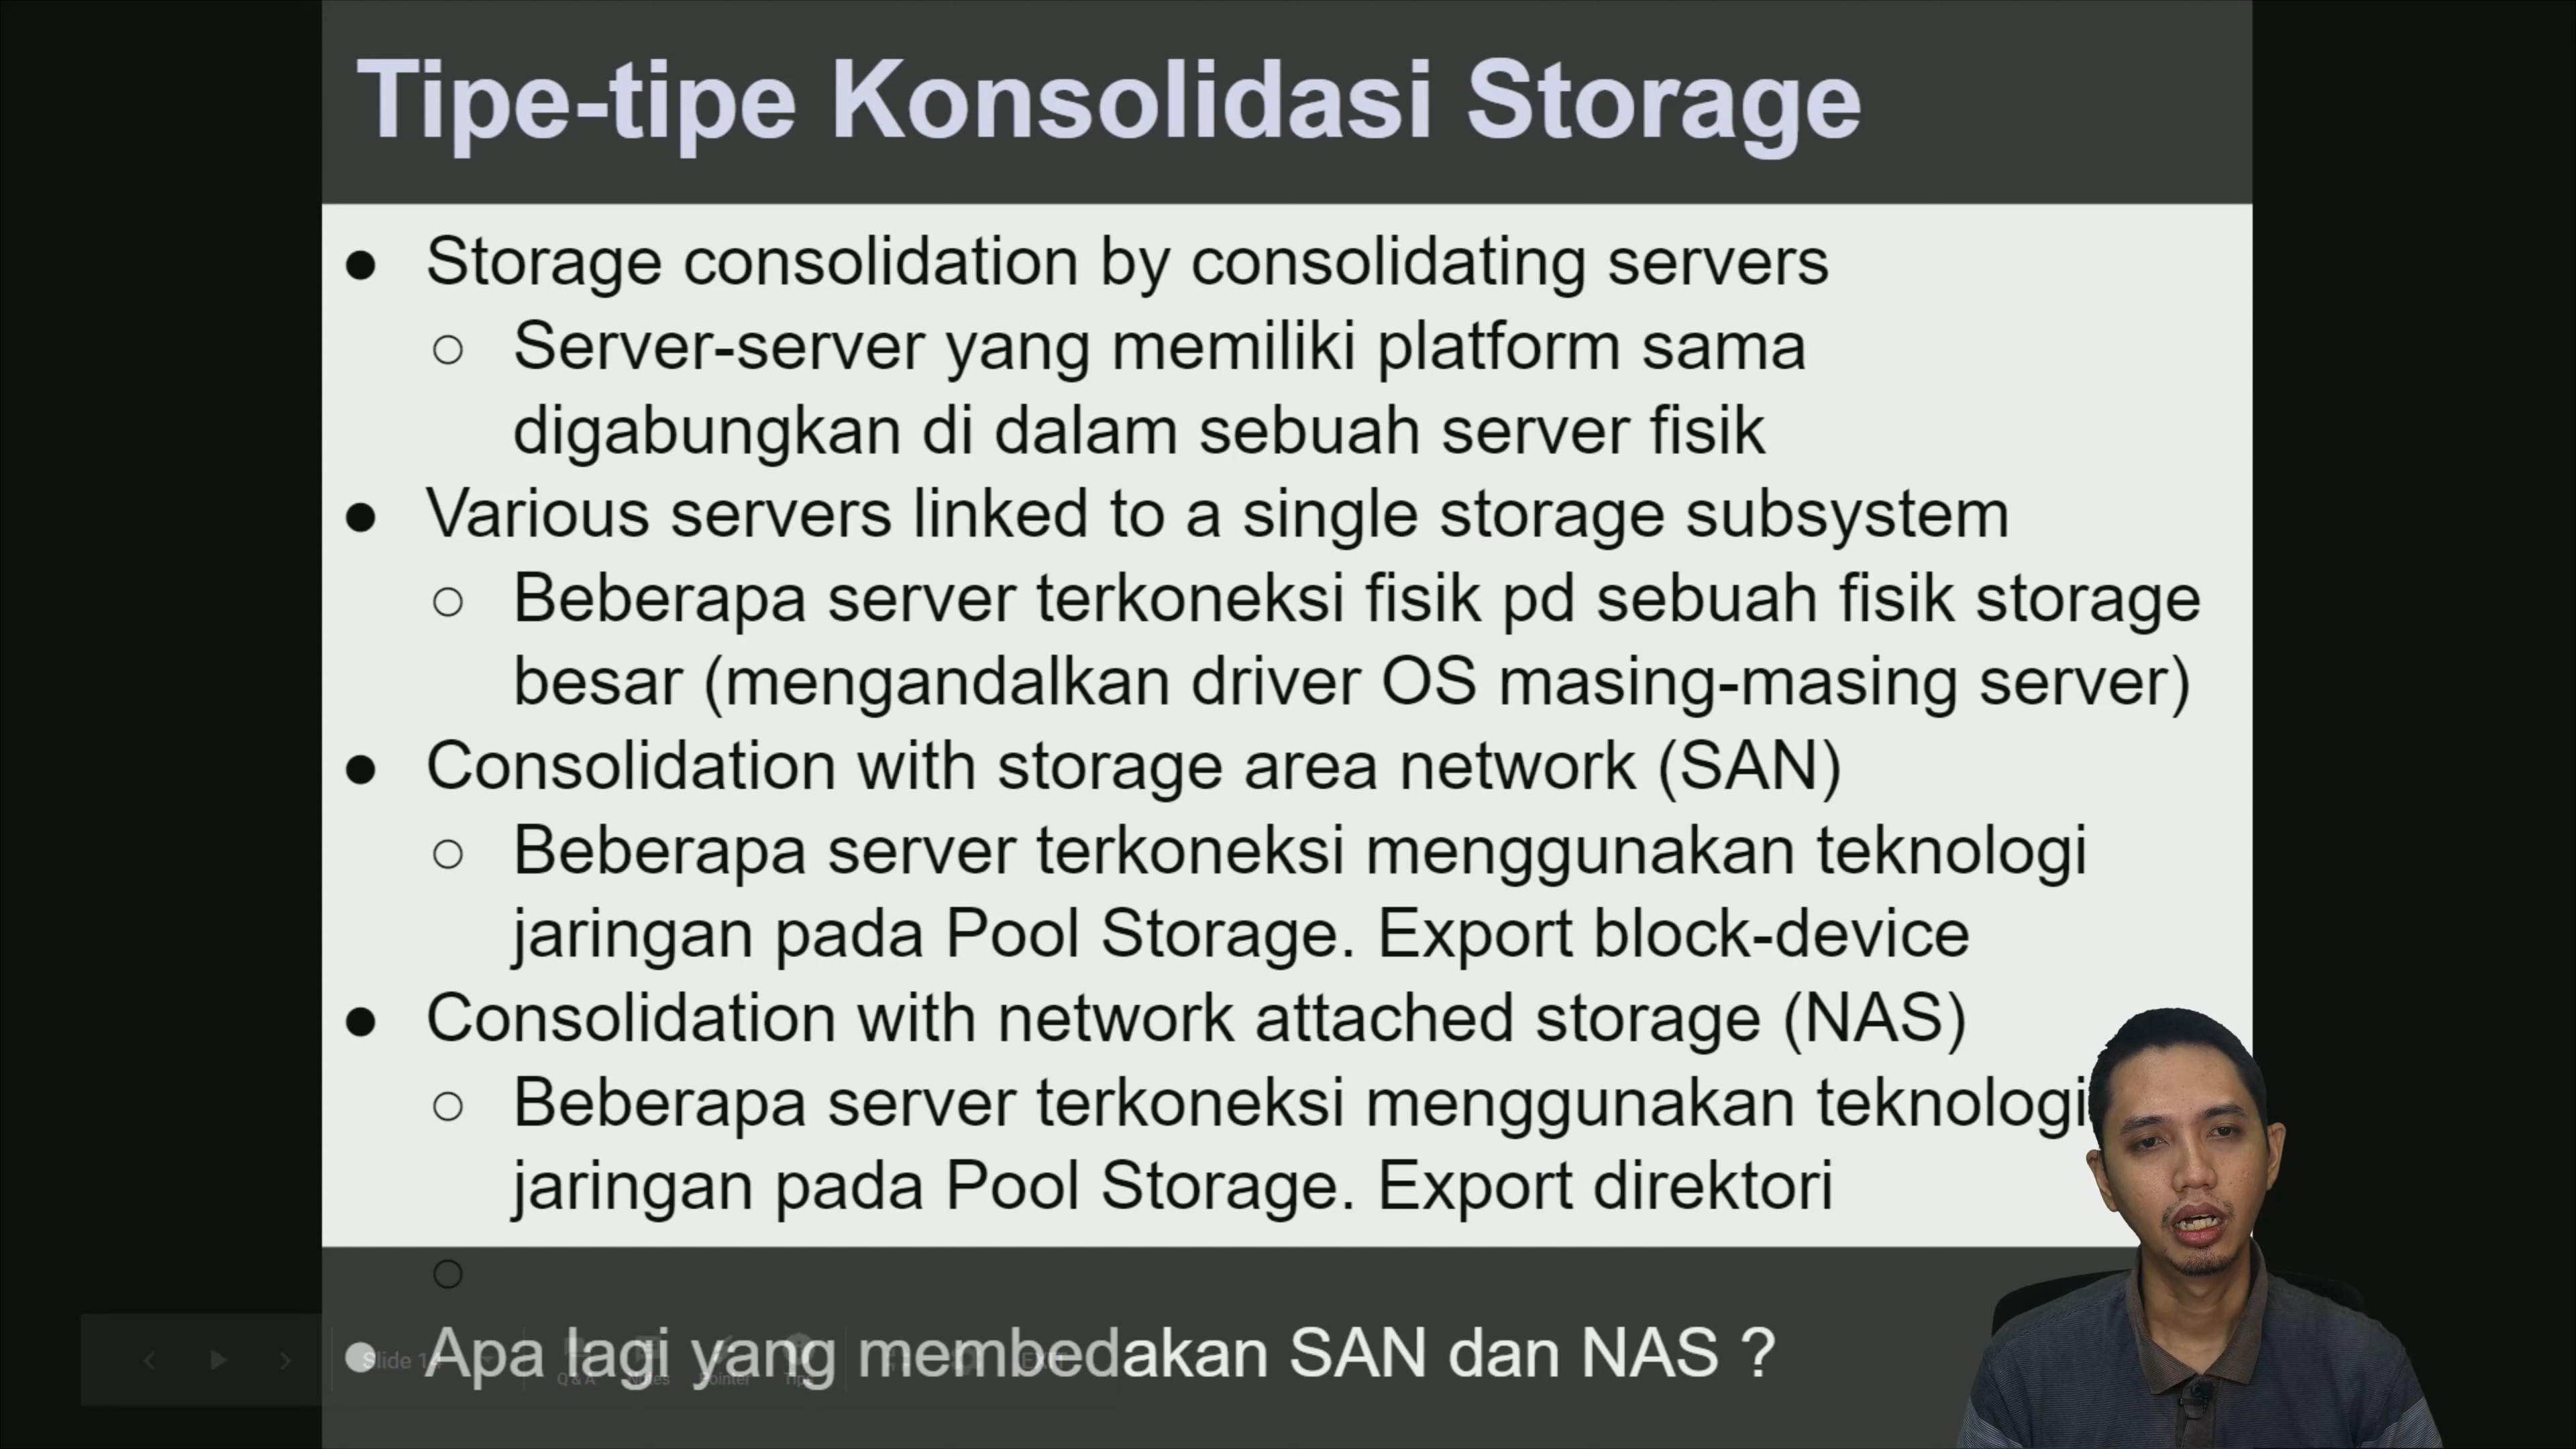 Tipe-tipe Konsolidasi Storage
● Storage consolidation by consolidating servers
○ Server-server yang memiliki platform sama
digabungkan di dalam sebuah server fisik
● Various servers linked to a single storage subsystem
○ Beberapa server terkoneksi fisik pd sebuah fisik storage
besar (mengandalkan driver OS masing-masing server)
● Consolidation with storage area network (SAN)
○ Beberapa server terkoneksi menggunakan teknologi
jaringan pada Pool Storage. Export block-device
● Consolidation with network attached storage (NAS)
○ Beberapa server terkoneksi menggunakan teknologi
jaringan pada Pool Storage. Export direktori
○
● Apa lagi yang membedakan SAN dan NAS ?
Slide
Q & A Notes Pointer